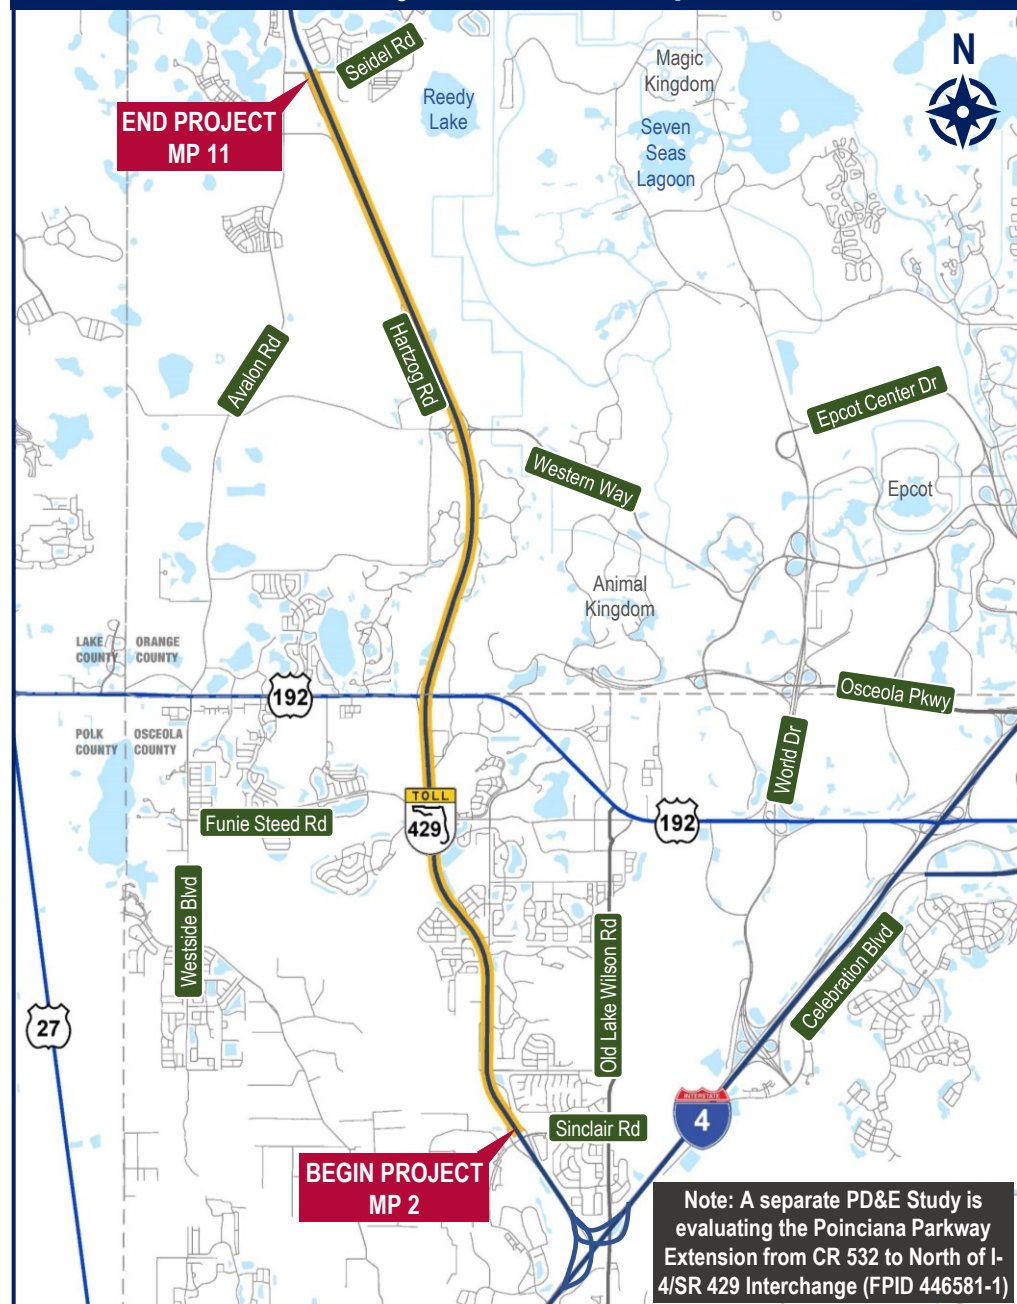 N
Seidel Rd
Magic
Kingdom
Reedy
Lake
END PROJECT
MP 11
Seven
Seas
Lagoon
Hartzog Rd
Avalon Rd
Epcot Center Dr
Western Way
Epcot
Animal
Kingdom
LAKE
COUNTY
ORANGE
COUNTY
192
Osceola Pkwy
POLK
COUNTY
OSCEOLA
COUNTY
World Dr
TOLL
429
Funie Steed Rd
192
Westside Blvd
Old Lake Wilson Rd
Celebration Blvd
27
INTERSTATE
4
Sinclair Rd
BEGIN PROJECT
MP 2
Note: A separate PD&E Study is
evaluating the Poinciana Parkway
Extension from CR 532 to North of I-
4/SR 429 Interchange (FPID 446581-1)